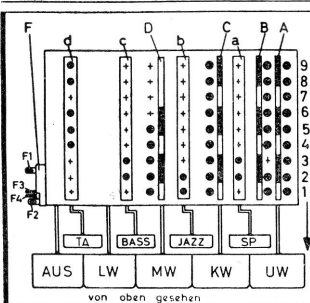 F d c D b C a B A
9
8
7
6
5
4
3
2
1
F1
F3
F4
F2
TA BASS JAZZ SP
AUS LW MW KW UW
von oben gesehen